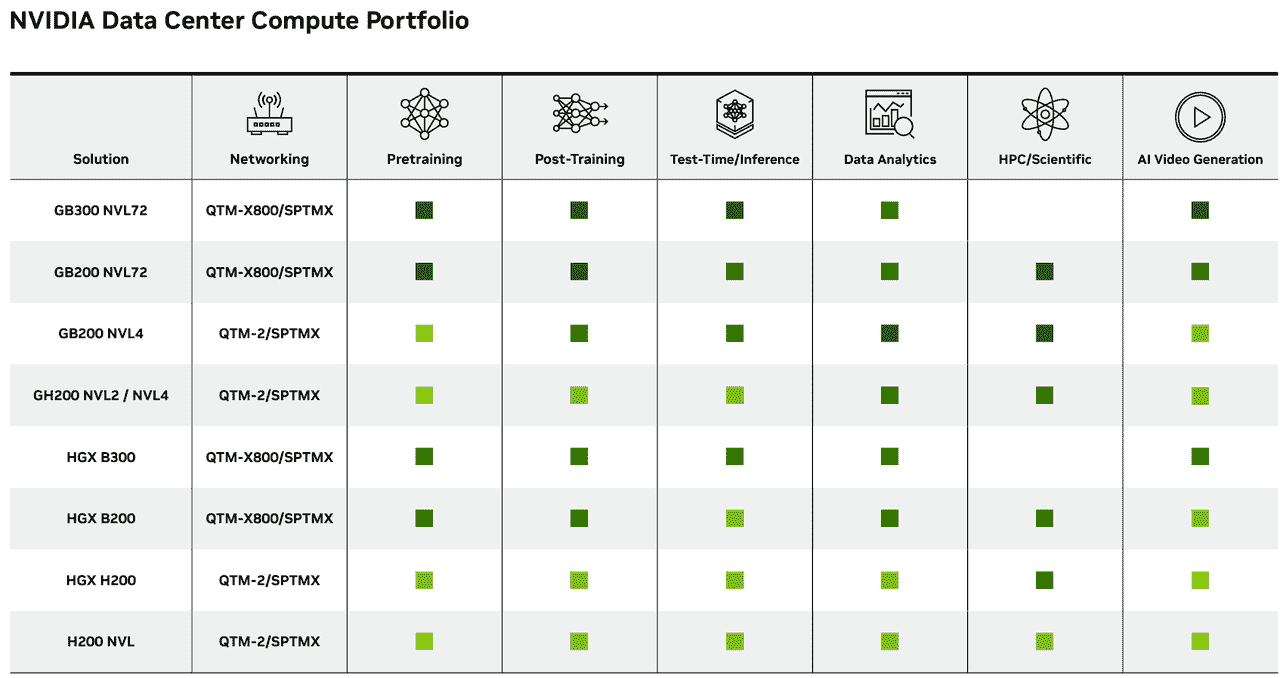 NVIDIA Data Center Compute Portfolio
Solution Networking Pretraining Post-Training Test-Time/Inference Data Analytics HPC/Scientific AI Video Generation
GB300 NVL72 QTM-X800/SPTMX
GB200 NVL72 QTM-X800/SPTMX
GB200 NVL4 QTM-2/SPTMX
GH200 NVL2 / NVL4 QTM-2/SPTMX
HGX B300 QTM-X800/SPTMX
HGX B200 QTM-X800/SPTMX
HGX H200 QTM-2/SPTMX
H200 NVL QTM-2/SPTMX